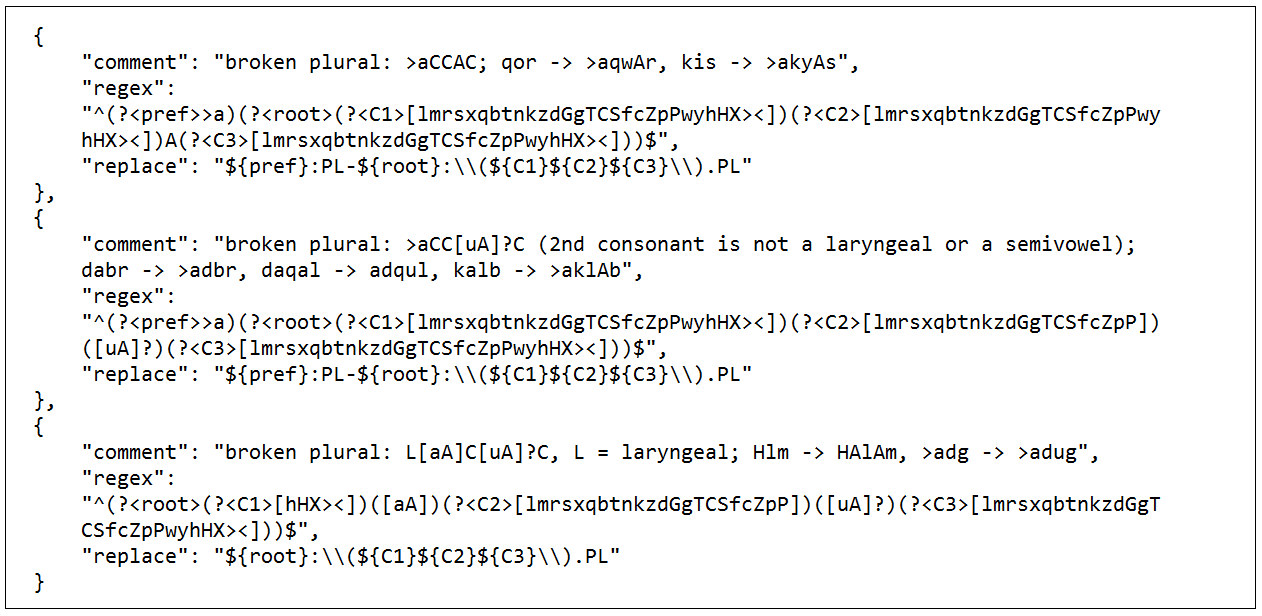 {
"comment": "broken plural: >aCCAC; qor -> >aqwAr, kis -> >akyAs",
"regex":
"^(?<pref>>a)(?<root>(?<C1>[lmrsxqbtnkzdGgTCSfcZpPwyhHX><])(?<C2>[lmrsxqbtnkzdGgTCSfcZpPwy
hHX><])A(?<C3>[lmrsxqbtnkzdGgTCSfcZpPwyhHX><]))$",
"replace": "${pref}:PL-${root}:\\(${C1}${C2}${C3}\\).PL"
},
{
"comment": "broken plural: >aCC[uA]?C (2nd consonant is not a laryngeal or a semivowel);
dabr -> >adbr, daqal -> adqul, kalb -> >aklAb",
"regex":
"^(?<pref>>a)(?<root>(?<C1>[lmrsxqbtnkzdGgTCSfcZpPwyhHX><])(?<C2>[lmrsxqbtnkzdGgTCSfcZpP])
([uA]?)(?<C3>[lmrsxqbtnkzdGgTCSfcZpPwyhHX><]))$",
"replace": "${pref}:PL-${root}:\\(${C1}${C2}${C3}\\).PL"
},
{
"comment": "broken plural: L[aA]C[uA]?C, L = laryngeal; Hlm -> HAlAm, >adg -> >adug",
"regex":
"^(?<root>(?<C1>[hHX><])([aA])(?<C2>[lmrsxqbtnkzdGgTCSfcZpP])([uA]?)(?<C3>[lmrsxqbtnkzdGgT
CSfcZpPwyhHX><]))$",
"replace": "${root}:\\(${C1}${C2}${C3}\\).PL"
}